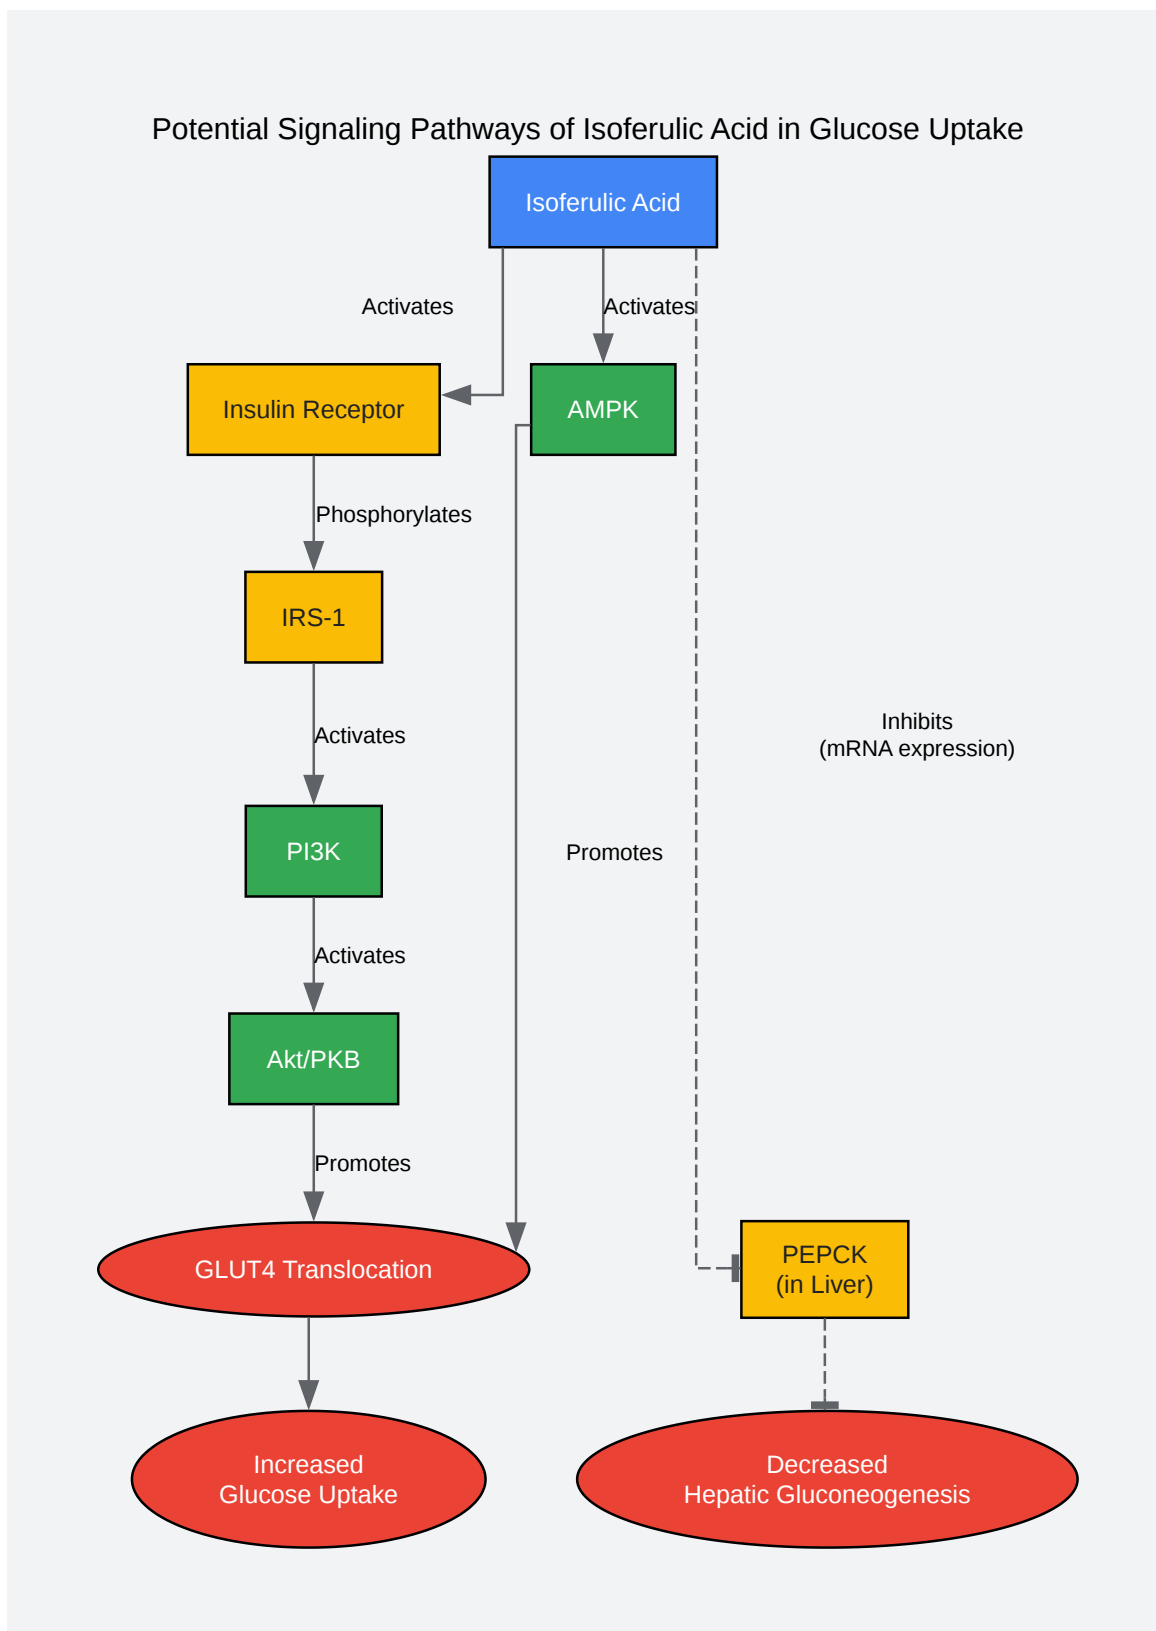 Potential Signaling Pathways of Isoferulic Acid in Glucose Uptake
Isoferulic Acid
Activates
Activates
Insulin Receptor
AMPK
Phosphorylates
IRS-1
Activates
Inhibits
(mRNA expression)
PI3K
Promotes
Activates
Akt/PKB
Promotes
GLUT4 Translocation
PEPCK
(in Liver)
Increased
Glucose Uptake
Decreased
Hepatic Gluconeogenesis